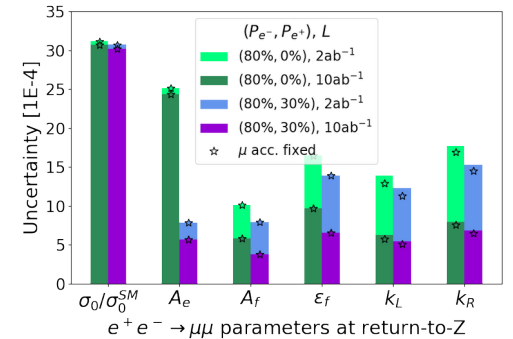 35
30
25
20
15
10
5
0
Uncertainty [1E-4]
(P_{e^-}, P_{e^+}), L
(80%, 0%), 2ab^{-1}
(80%, 0%), 10ab^{-1}
(80%, 30%), 2ab^{-1}
(80%, 30%), 10ab^{-1}
μ acc. fixed
σ_0/σ_0^{SM} A_e A_f ε_f k_L k_R
e^+e^- → μμ parameters at return-to-Z